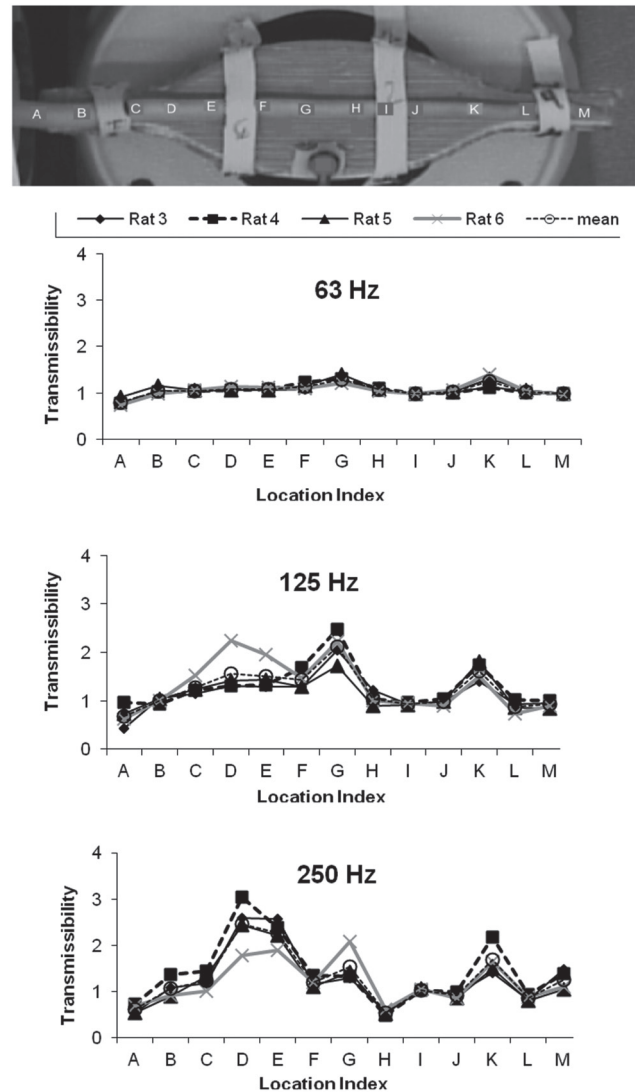 A B C D E F G H I J K L M
Rat 3 Rat 4 Rat 5 Rat 6 mean
63 Hz
Transmissibility
4
3
2
1
0
A B C D E F G H I J K L M
Location Index
125 Hz
Transmissibility
4
3
2
1
0
A B C D E F G H I J K L M
Location Index
250 Hz
Transmissibility
4
3
2
1
0
A B C D E F G H I J K L M
Location Index